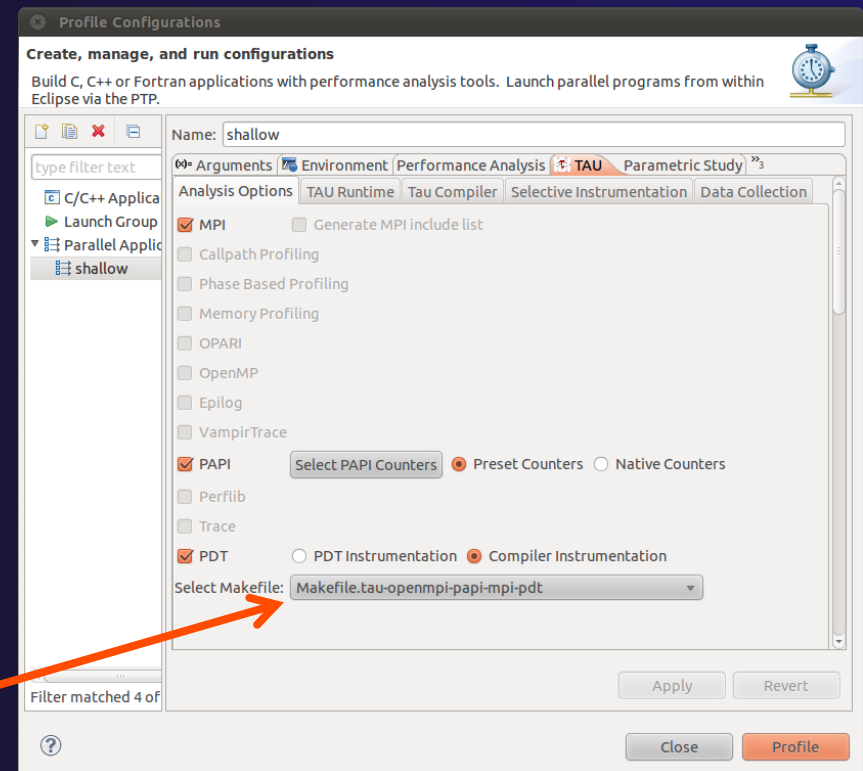 Profile Configurations
Create, manage, and run configurations
Build C, C++ or Fortran applications with performance analysis tools. Launch parallel programs from within
Eclipse via the PTP.
Name: shallow
type filter text
C/C++ Applica
Launch Group
Parallel Applic
shallow
Filter matched 4 of
(x)= Arguments Environment Performance Analysis TAU Parametric Study »3
Analysis Options TAU Runtime Tau Compiler Selective Instrumentation Data Collection
MPI Generate MPI include list
Callpath Profiling
Phase Based Profiling
Memory Profiling
OPARI
OpenMP
Epilog
VampirTrace
PAPI Select PAPI Counters Preset Counters Native Counters
Perflib
Trace
PDT PDT Instrumentation Compiler Instrumentation
Select Makefile: Makefile.tau-openmpi-papi-mpi-pdt
Apply Revert
? Close Profile